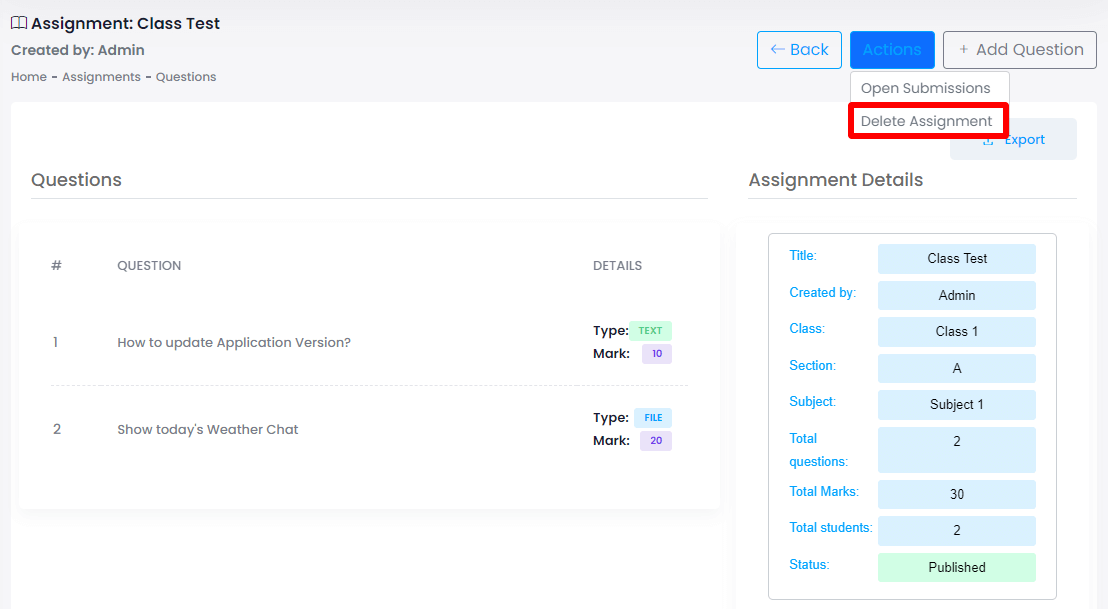 Assignment: Class Test
Created by: Admin
Home - Assignments - Questions
← Back
Actions
+ Add Question
Open Submissions
Delete Assignment
Export
Questions
# QUESTION DETAILS
1 How to update Application Version? Type: TEXT
Mark: 10
2 Show today's Weather Chat Type: FILE
Mark: 20
Assignment Details
Title: Class Test
Created by: Admin
Class: Class 1
Section: A
Subject: Subject 1
Total questions: 2
Total Marks: 30
Total students: 2
Status: Published